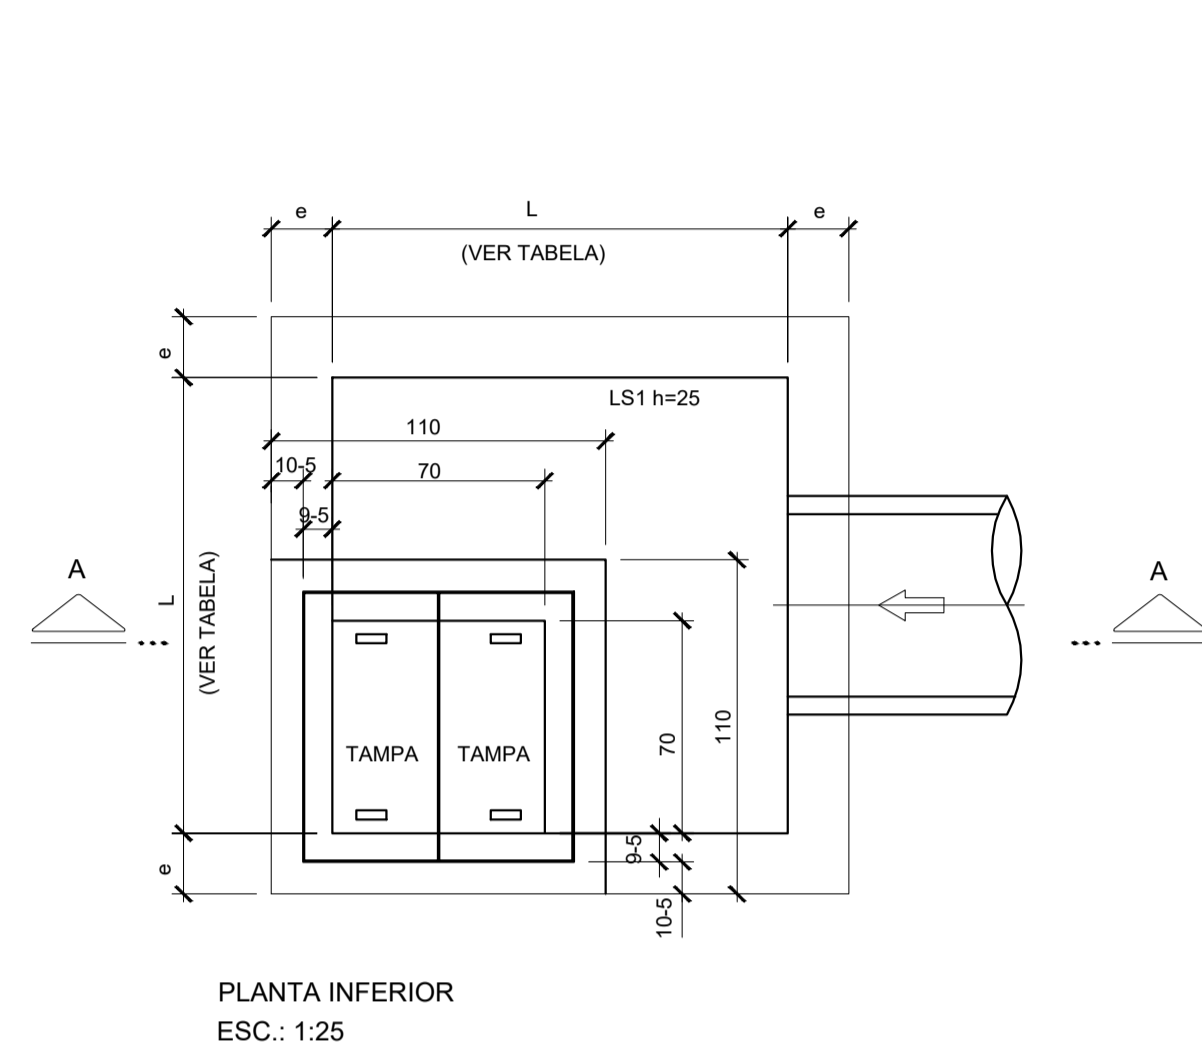 e
L
e
(VER TABELA)
e
LS1 h=25
110
10-5
70
9-5
A
L
(VER TABELA)
A
TAMPA
TAMPA
70
110
9-5
e
10-5
PLANTA INFERIOR
ESC.: 1:25